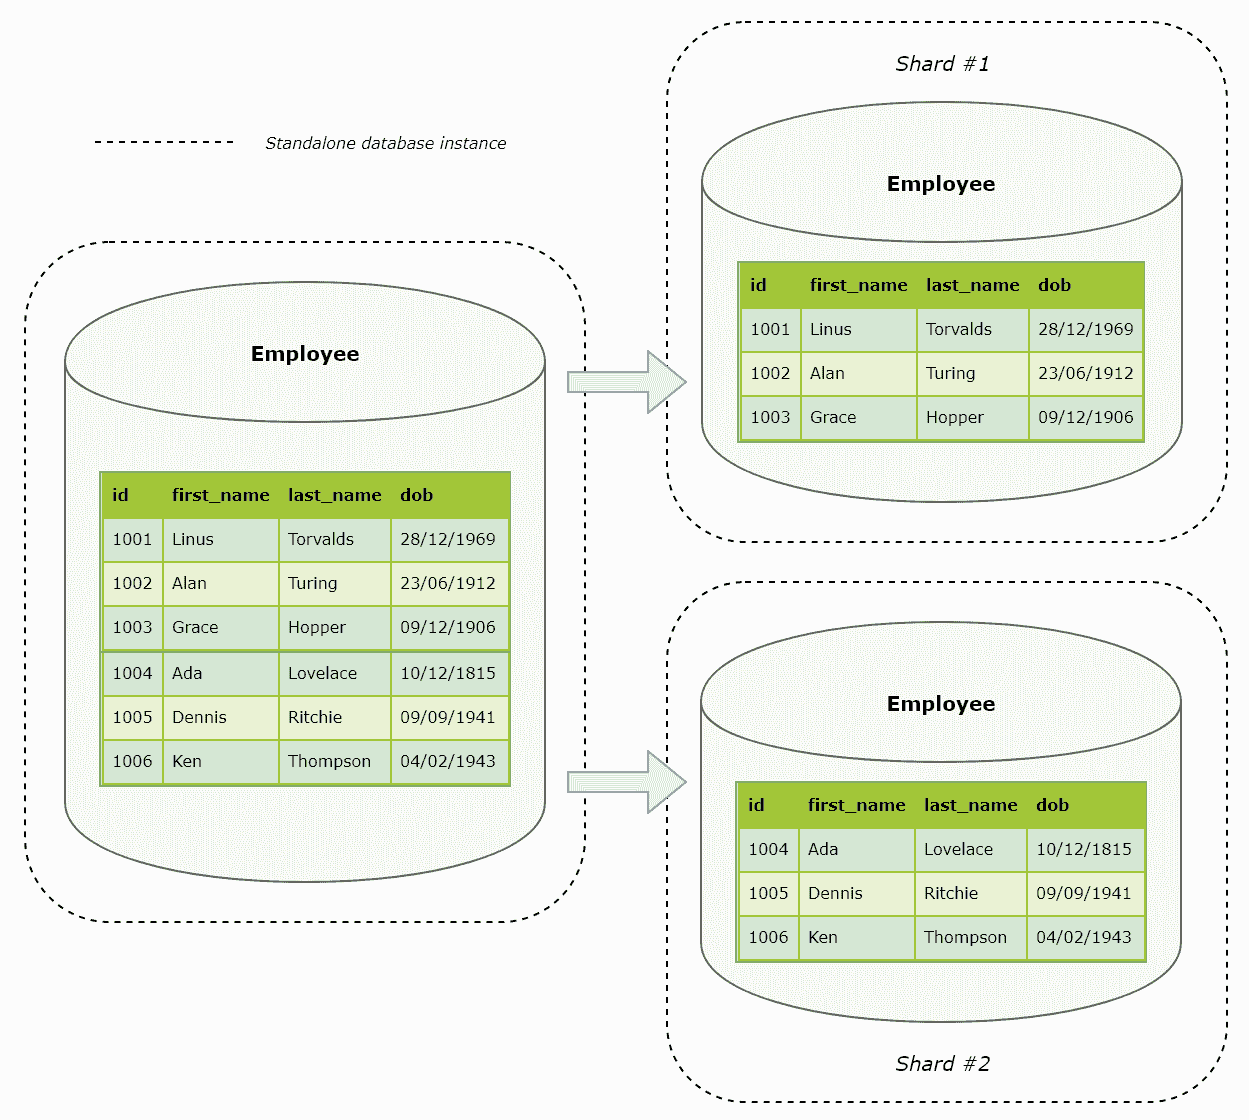 Standalone database instance
Employee
id first_name last_name dob
1001 Linus Torvalds 28/12/1969
1002 Alan Turing 23/06/1912
1003 Grace Hopper 09/12/1906
1004 Ada Lovelace 10/12/1815
1005 Dennis Ritchie 09/09/1941
1006 Ken Thompson 04/02/1943
Shard #1
Employee
id first_name last_name dob
1001 Linus Torvalds 28/12/1969
1002 Alan Turing 23/06/1912
1003 Grace Hopper 09/12/1906
Employee
id first_name last_name dob
1004 Ada Lovelace 10/12/1815
1005 Dennis Ritchie 09/09/1941
1006 Ken Thompson 04/02/1943
Shard #2